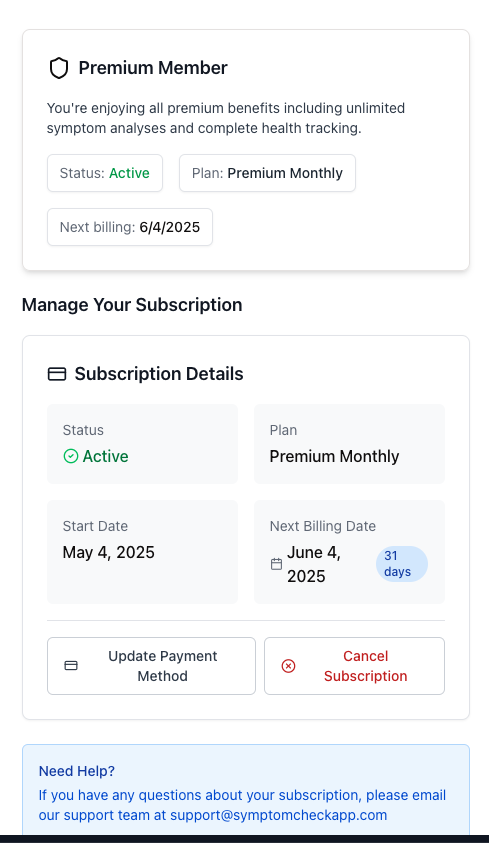 Premium Member
You're enjoying all premium benefits including unlimited
symptom analyses and complete health tracking.
Status: Active
Plan: Premium Monthly
Next billing: 6/4/2025
Manage Your Subscription
Subscription Details
Status
Active
Plan
Premium Monthly
Start Date
May 4, 2025
Next Billing Date
June 4,
2025
31
days
Update Payment
Method
Cancel
Subscription
Need Help?
If you have any questions about your subscription, please email
our support team at support@symptomcheckapp.com